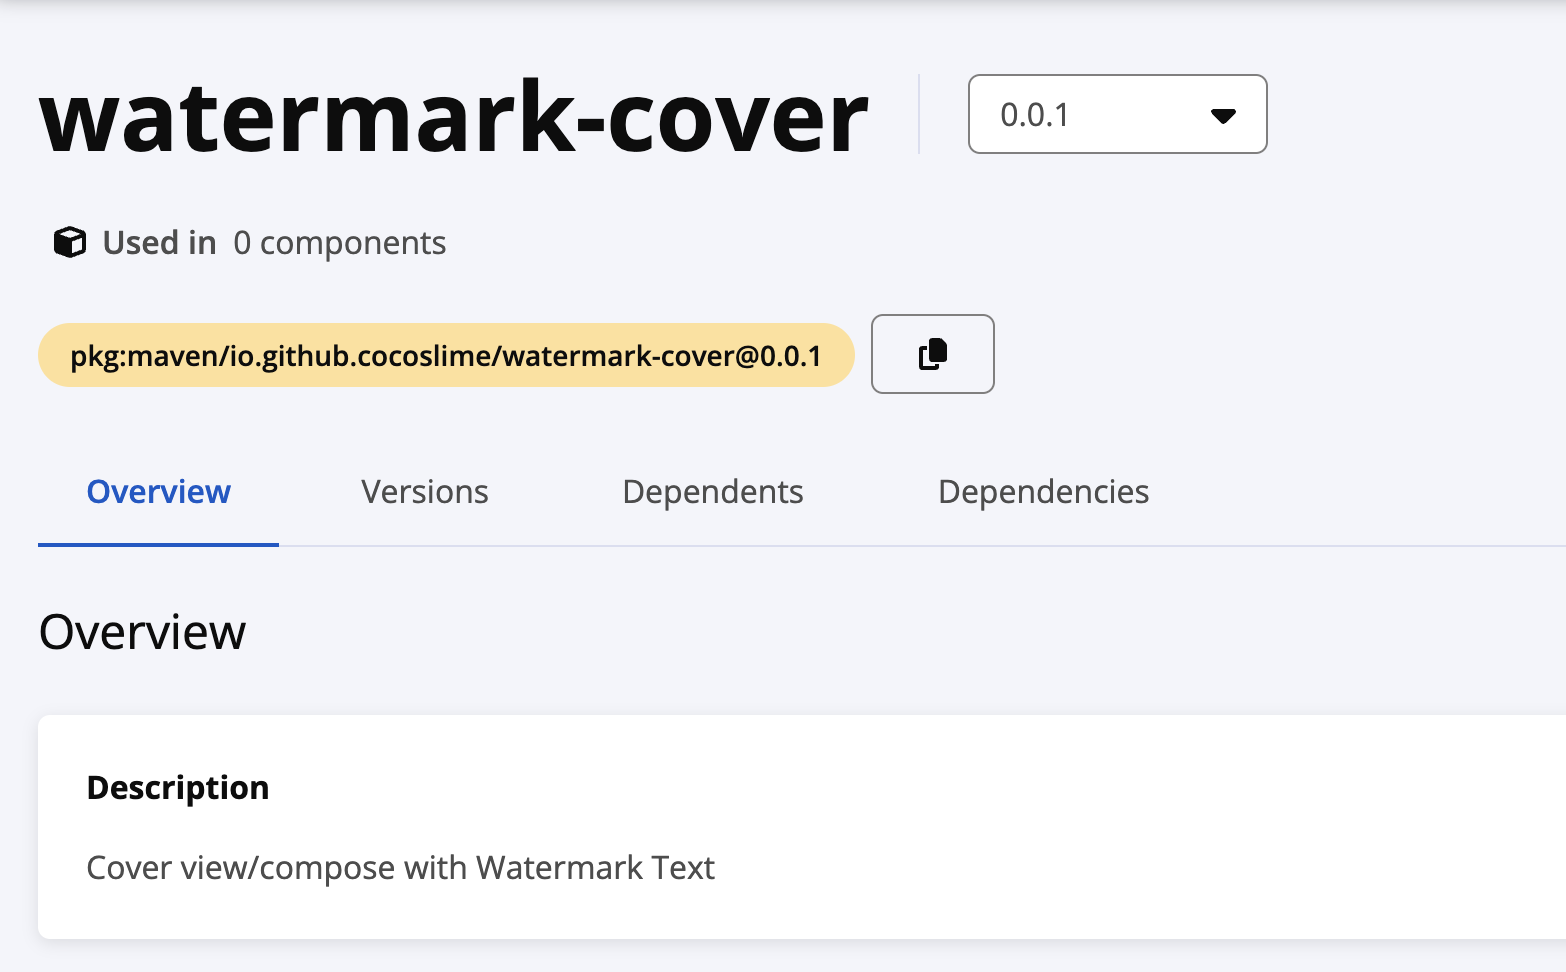 watermark-cover
0.0.1
Used in 0 components
pkg:maven/io.github.cocoslime/watermark-cover@0.0.1
Overview Versions Dependents Dependencies
Overview
Description
Cover view/compose with Watermark Text